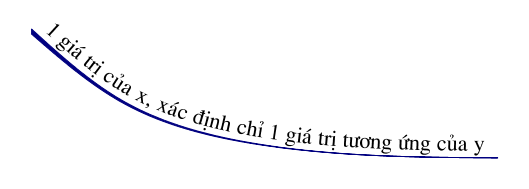 1 giá trị của x, xác định chỉ 1 giá trị tương ứng của y